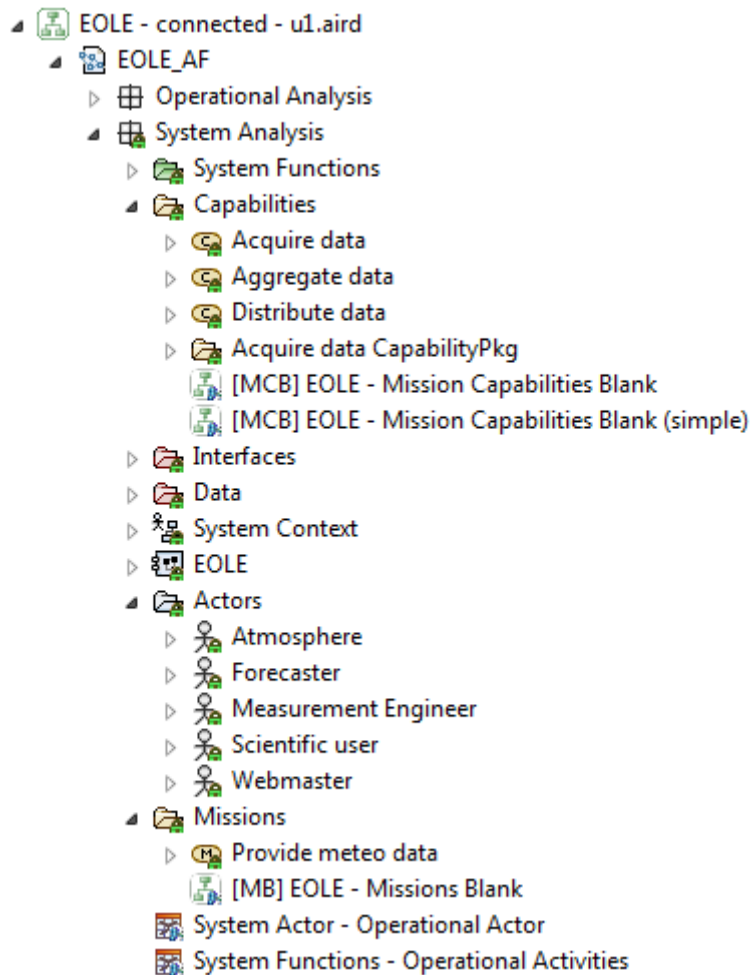 EOLE - connected - u1.aird
EOLE_AF
Operational Analysis
System Analysis
System Functions
Capabilities
Acquire data
Aggregate data
Distribute data
Acquire data CapabilityPkg
[MCB] EOLE - Mission Capabilities Blank
[MCB] EOLE - Mission Capabilities Blank (simple)
Interfaces
Data
System Context
EOLE
Actors
Atmosphere
Forecaster
Measurement Engineer
Scientific user
Webmaster
Missions
Provide meteo data
[MB] EOLE - Missions Blank
System Actor - Operational Actor
System Functions - Operational Activities